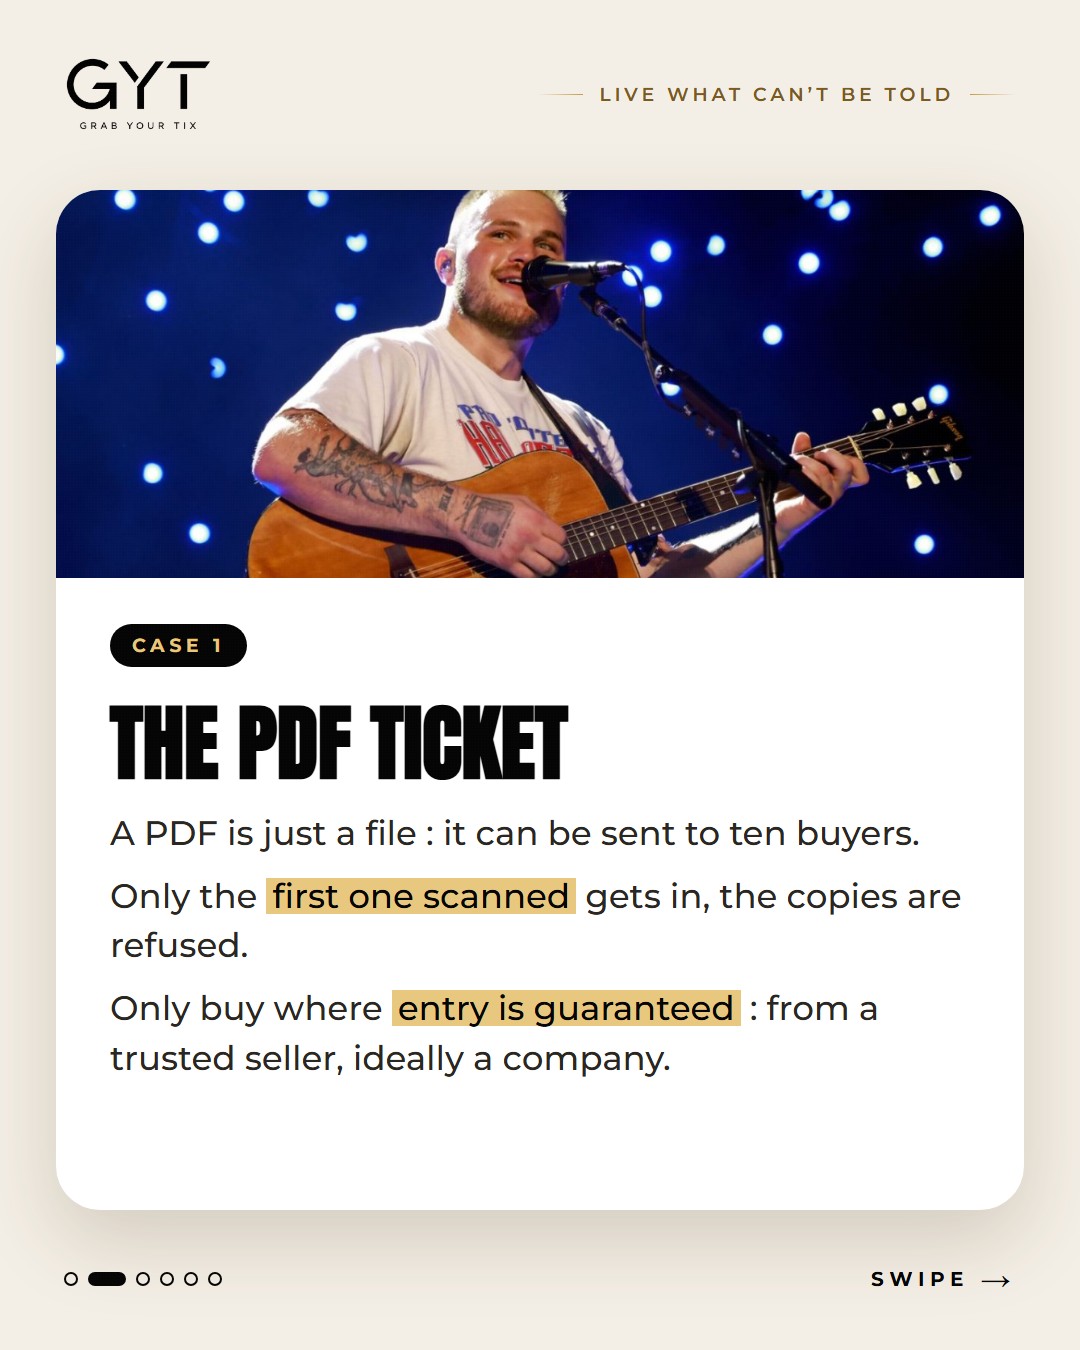 GYT
GRAB YOUR TIX
LIVE WHAT CAN’T BE TOLD
Gibson
CASE 1
THE PDF TICKET
A PDF is just a file : it can be sent to ten buyers.
Only the first one scanned gets in, the copies are
refused.
Only buy where entry is guaranteed : from a
trusted seller, ideally a company.
SWIPE →